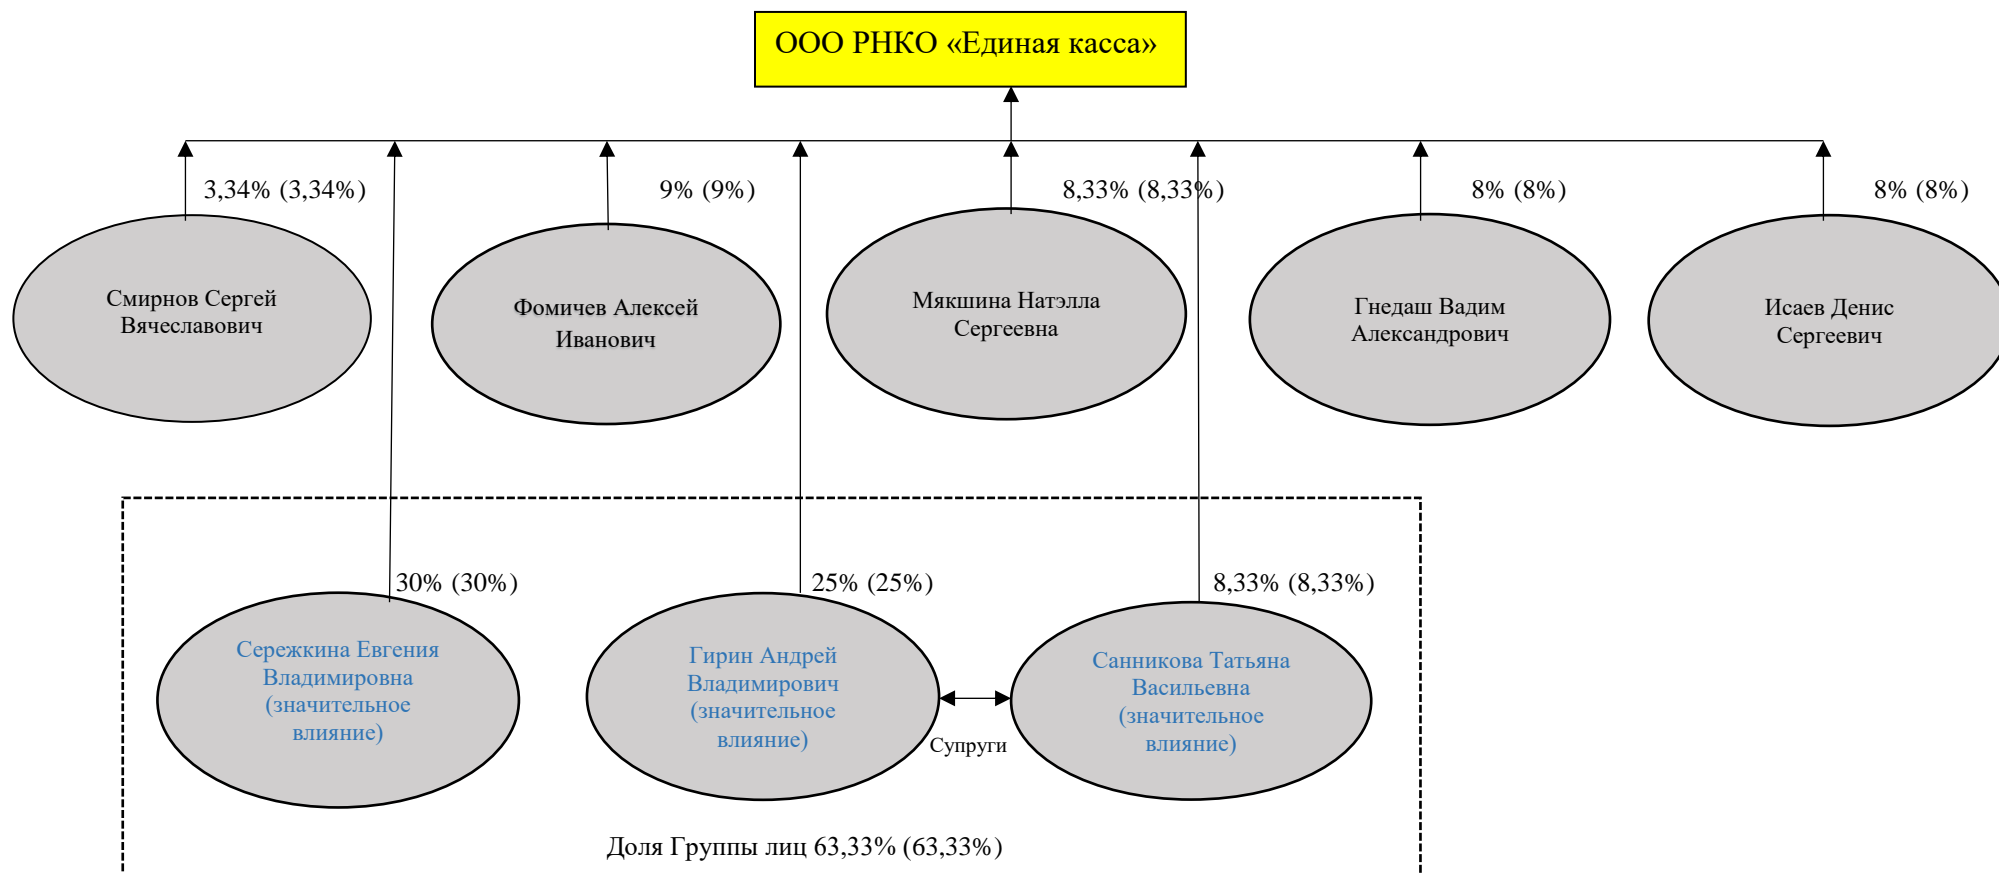 ООО РНКО «Единая касса»
3,34% (3,34%)
9% (9%)
8,33% (8,33%)
8% (8%)
8% (8%)
Смирнов Сергей
Вячеславович
Фомичев Алексей
Иванович
Мякшина Натэлла
Сергеевна
Гнедаш Вадим
Александрович
Исаев Денис
Сергеевич
30% (30%)
25% (25%)
8,33% (8,33%)
Сережкина Евгения
Владимировна
(значительное
влияние)
Гирин Андрей
Владимирович
(значительное
влияние)
Супруги
Санникова Татьяна
Васильевна
(значительное
влияние)
Доля Группы лиц 63,33% (63,33%)